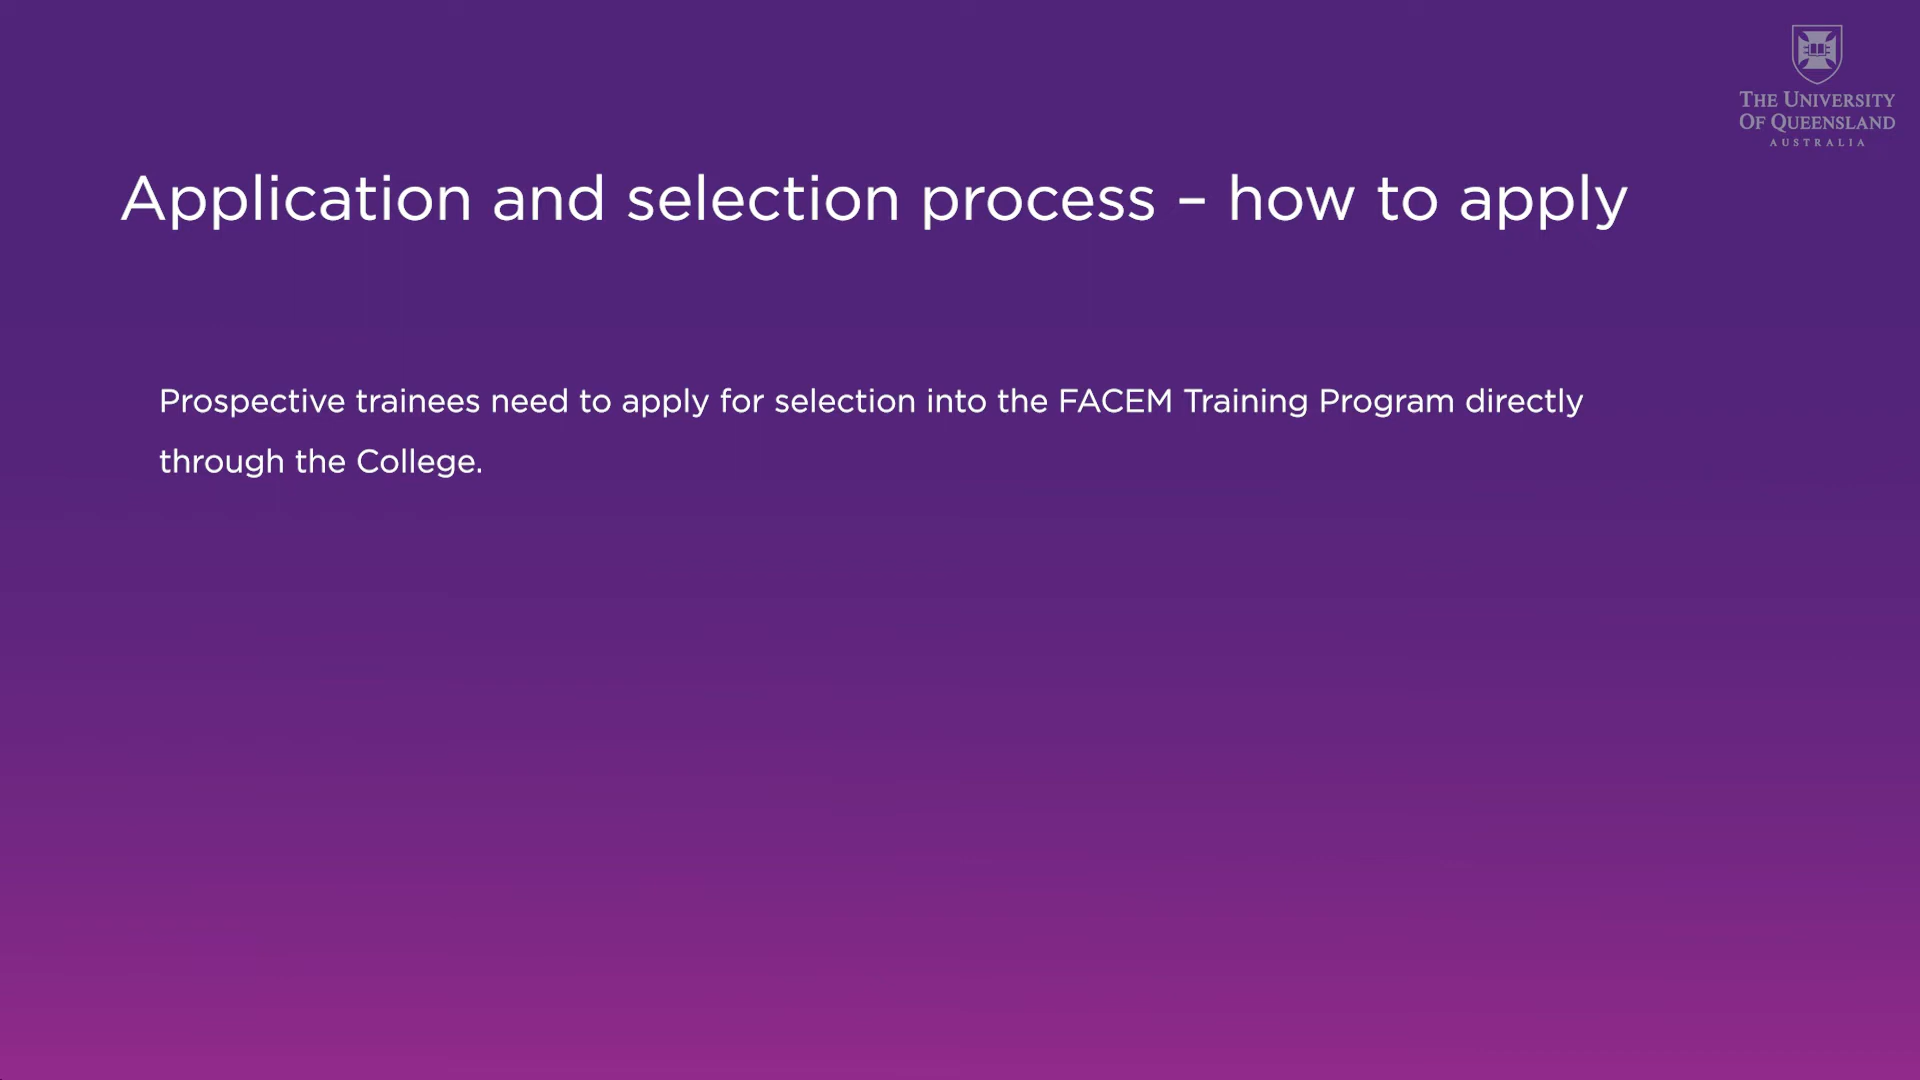 THE UNIVERSITY
OF QUEENSLAND
AUSTRALIA
Application and selection process – how to apply
Prospective trainees need to apply for selection into the FACEM Training Program directly
through the College.